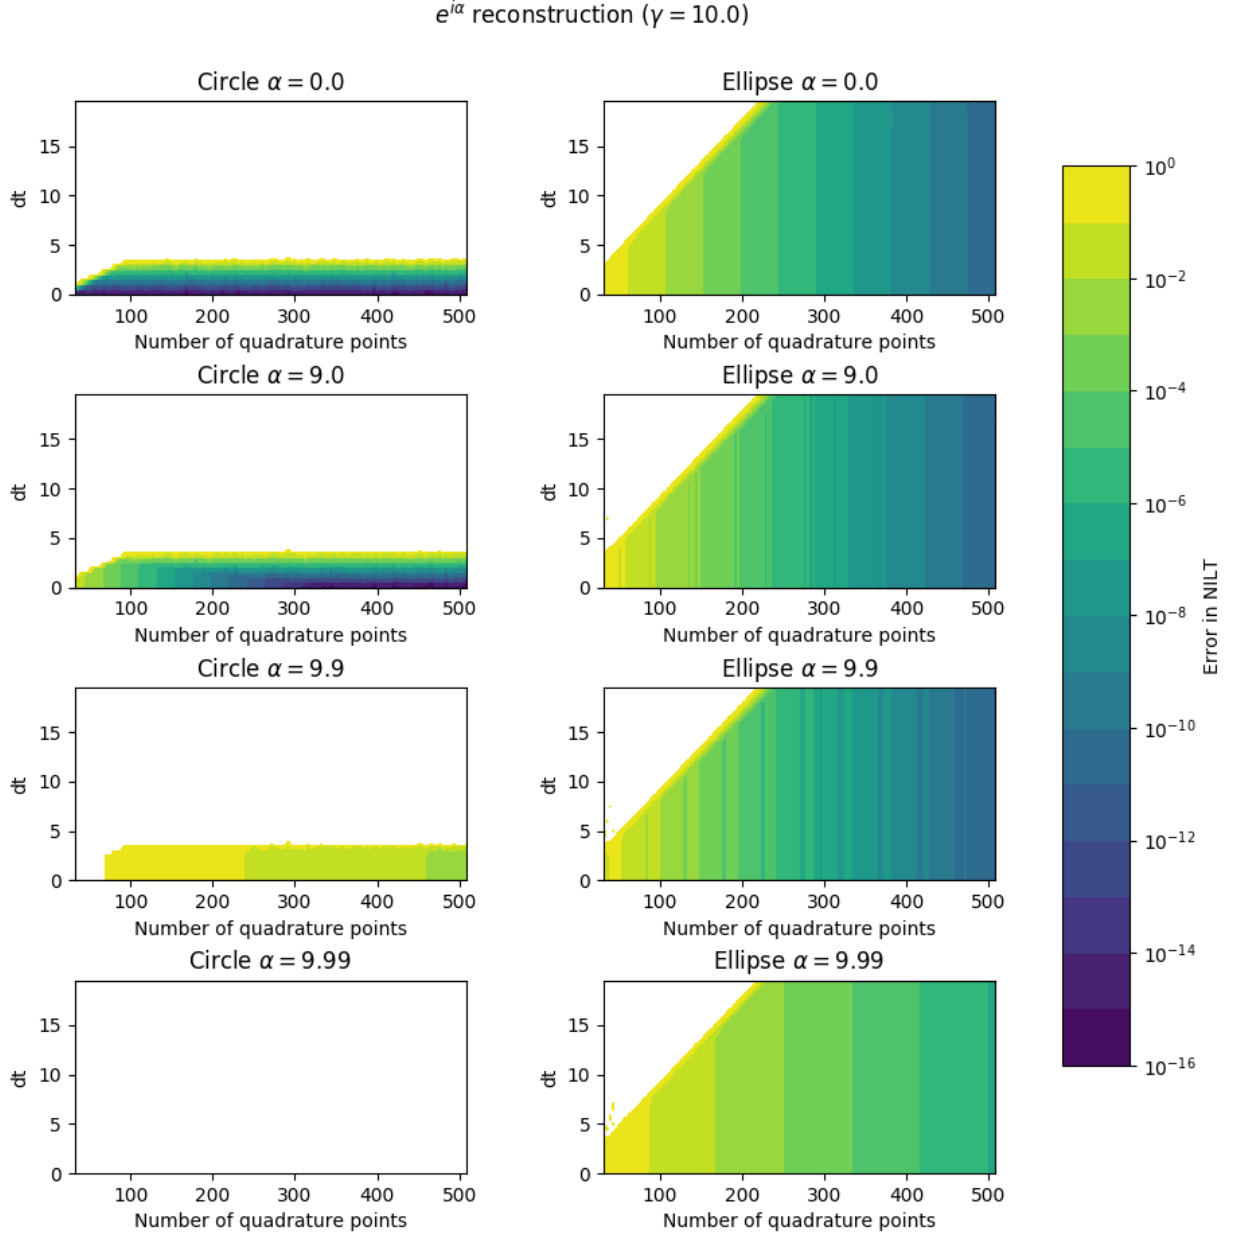 e^{iα} reconstruction (γ = 10.0)
Circle α = 0.0
15
10
5
0
dt
100 200 300 400 500
Number of quadrature points
Ellipse α = 0.0
15
10
5
0
dt
100 200 300 400 500
Number of quadrature points
Circle α = 9.0
15
10
5
0
dt
100 200 300 400 500
Number of quadrature points
Ellipse α = 9.0
15
10
5
0
dt
100 200 300 400 500
Number of quadrature points
Circle α = 9.9
15
10
5
0
dt
100 200 300 400 500
Number of quadrature points
Ellipse α = 9.9
15
10
5
0
dt
100 200 300 400 500
Number of quadrature points
Circle α = 9.99
15
10
5
0
dt
100 200 300 400 500
Number of quadrature points
Ellipse α = 9.99
15
10
5
0
dt
100 200 300 400 500
Number of quadrature points
10^0
10^{-2}
10^{-4}
10^{-6}
10^{-8}
10^{-10}
10^{-12}
10^{-14}
10^{-16}
Error in NILT